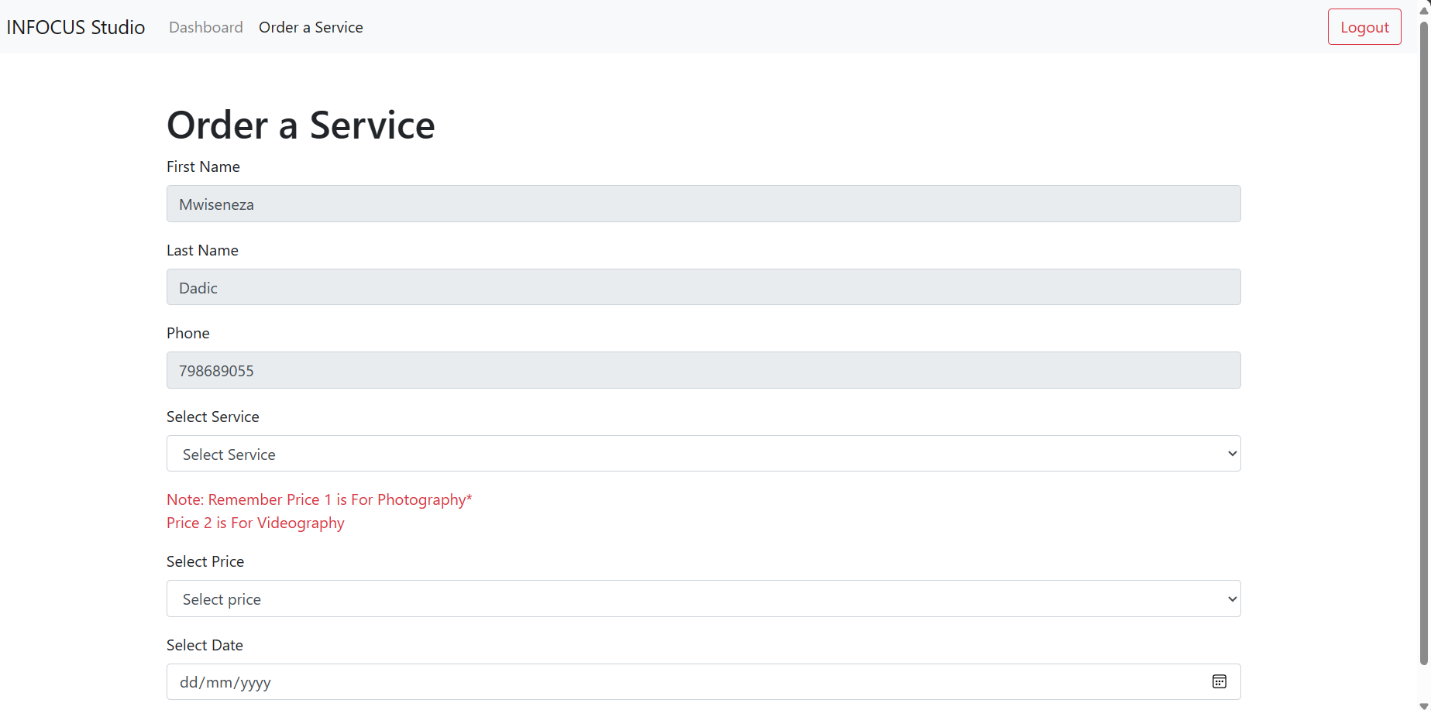 INFOCUS Studio Dashboard Order a Service Logout
Order a Service
First Name
Mwiseneza
Last Name
Dadic
Phone
798689055
Select Service
Select Service
Note: Remember Price 1 is For Photography*
Price 2 is For Videography
Select Price
Select price
Select Date
dd/mm/yyyy